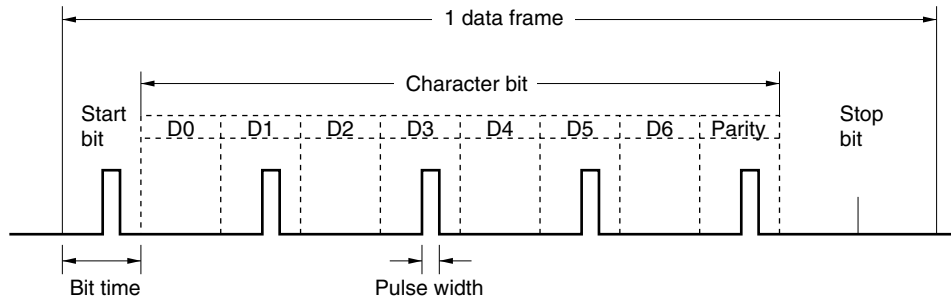 1 data frame
Character bit
Start
bit
D0 D1 D2 D3 D4 D5 D6 Parity
Stop
bit
Bit time
Pulse width